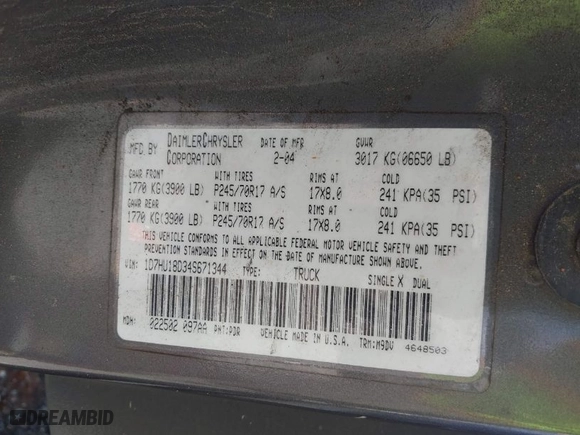 MFD BY DAIMLERCHRYSLER CORPORATION DATE OF MFR 2-04 GVWR 3017 KG(06650 LB)
GAWR FRONT WITH TIRES RIMS AT COLD
1770 KG(3900 LB) P245/70R17 A/S 17X8.0 241 KPA(35 PSI)
GAWR REAR WITH TIRES RIMS AT COLD
1770 KG(3900 LB) P245/70R17 A/S 17X8.0 241 KPA(35 PSI)
THIS VEHICLE CONFORMS TO ALL APPLICABLE FEDERAL MOTOR VEHICLE SAFETY AND THEFT
PREVENTION STANDARDS IN EFFECT ON THE DATE OF MANUFACTURE SHOWN ABOVE.
VIN: 1D7HU18D34S671344 TYPE: TRUCK SINGLE X DUAL
MDH: 022502 097AA PNT:PDR VEHICLE MADE IN U.S.A. TRM:M9DV 4648503
DREAMBID